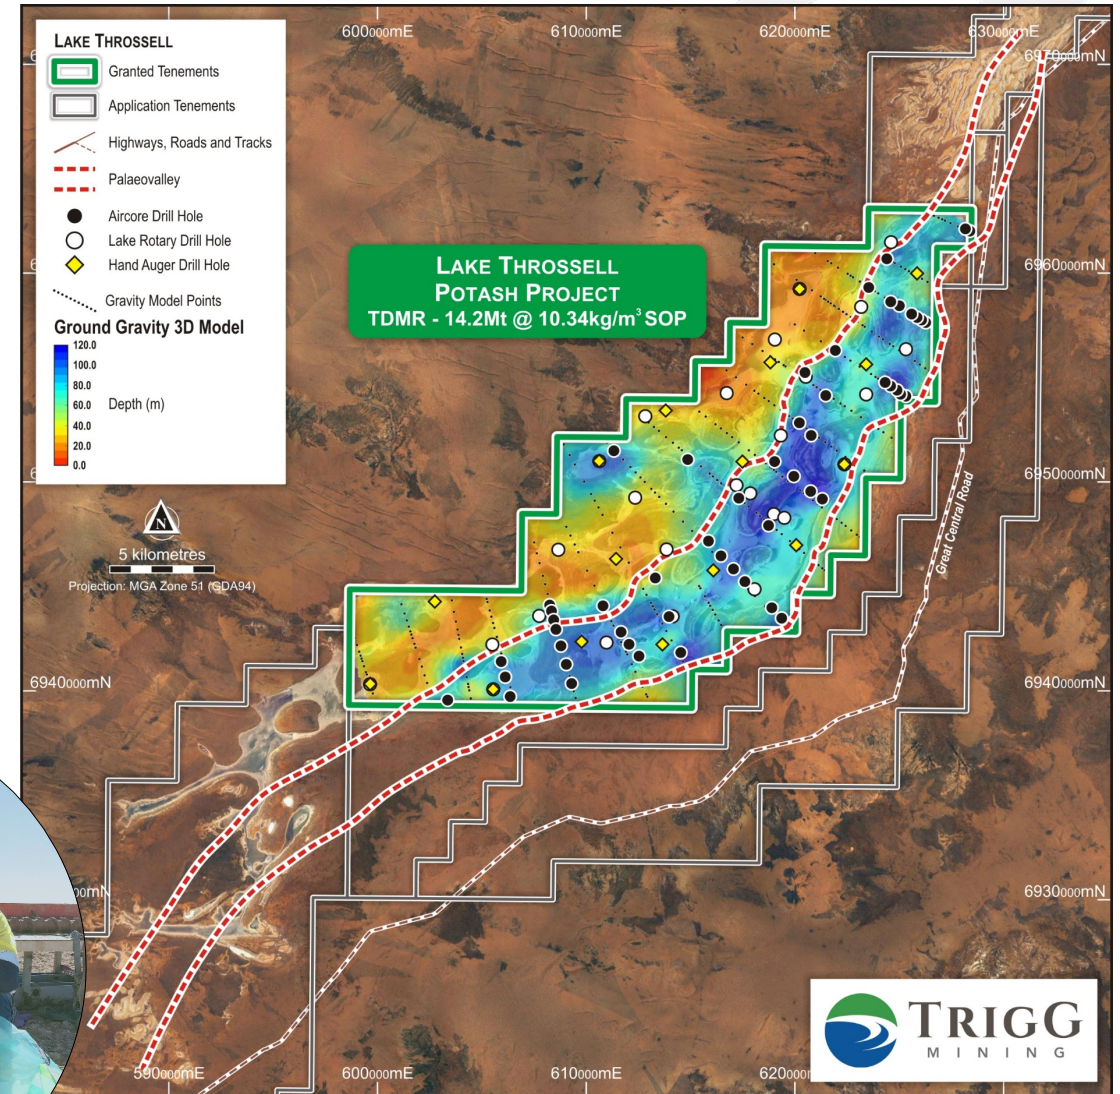 600000mE
610000mE
620000mE
630000mE
6970000mN
LAKE THROSSELL
Granted Tenements
Application Tenements
Highways, Roads and Tracks
Palaeovalley
Aircore Drill Hole
Lake Rotary Drill Hole
Hand Auger Drill Hole
Gravity Model Points
Ground Gravity 3D Model
120.0
100.0
80.0
60.0
40.0
20.0
0.0
Depth (m)
LAKE THROSSELL
POTASH PROJECT
TDMR - 14.2Mt @ 10.34kg/m³ SOP
6960000mN
6950000mN
Great Central Road
N
5 kilometres
Projection: MGA Zone 51 (GDA94)
6940000mN
6940000mN
6930000mN
TRIGG
MINING
590000mE
600000mE
610000mE